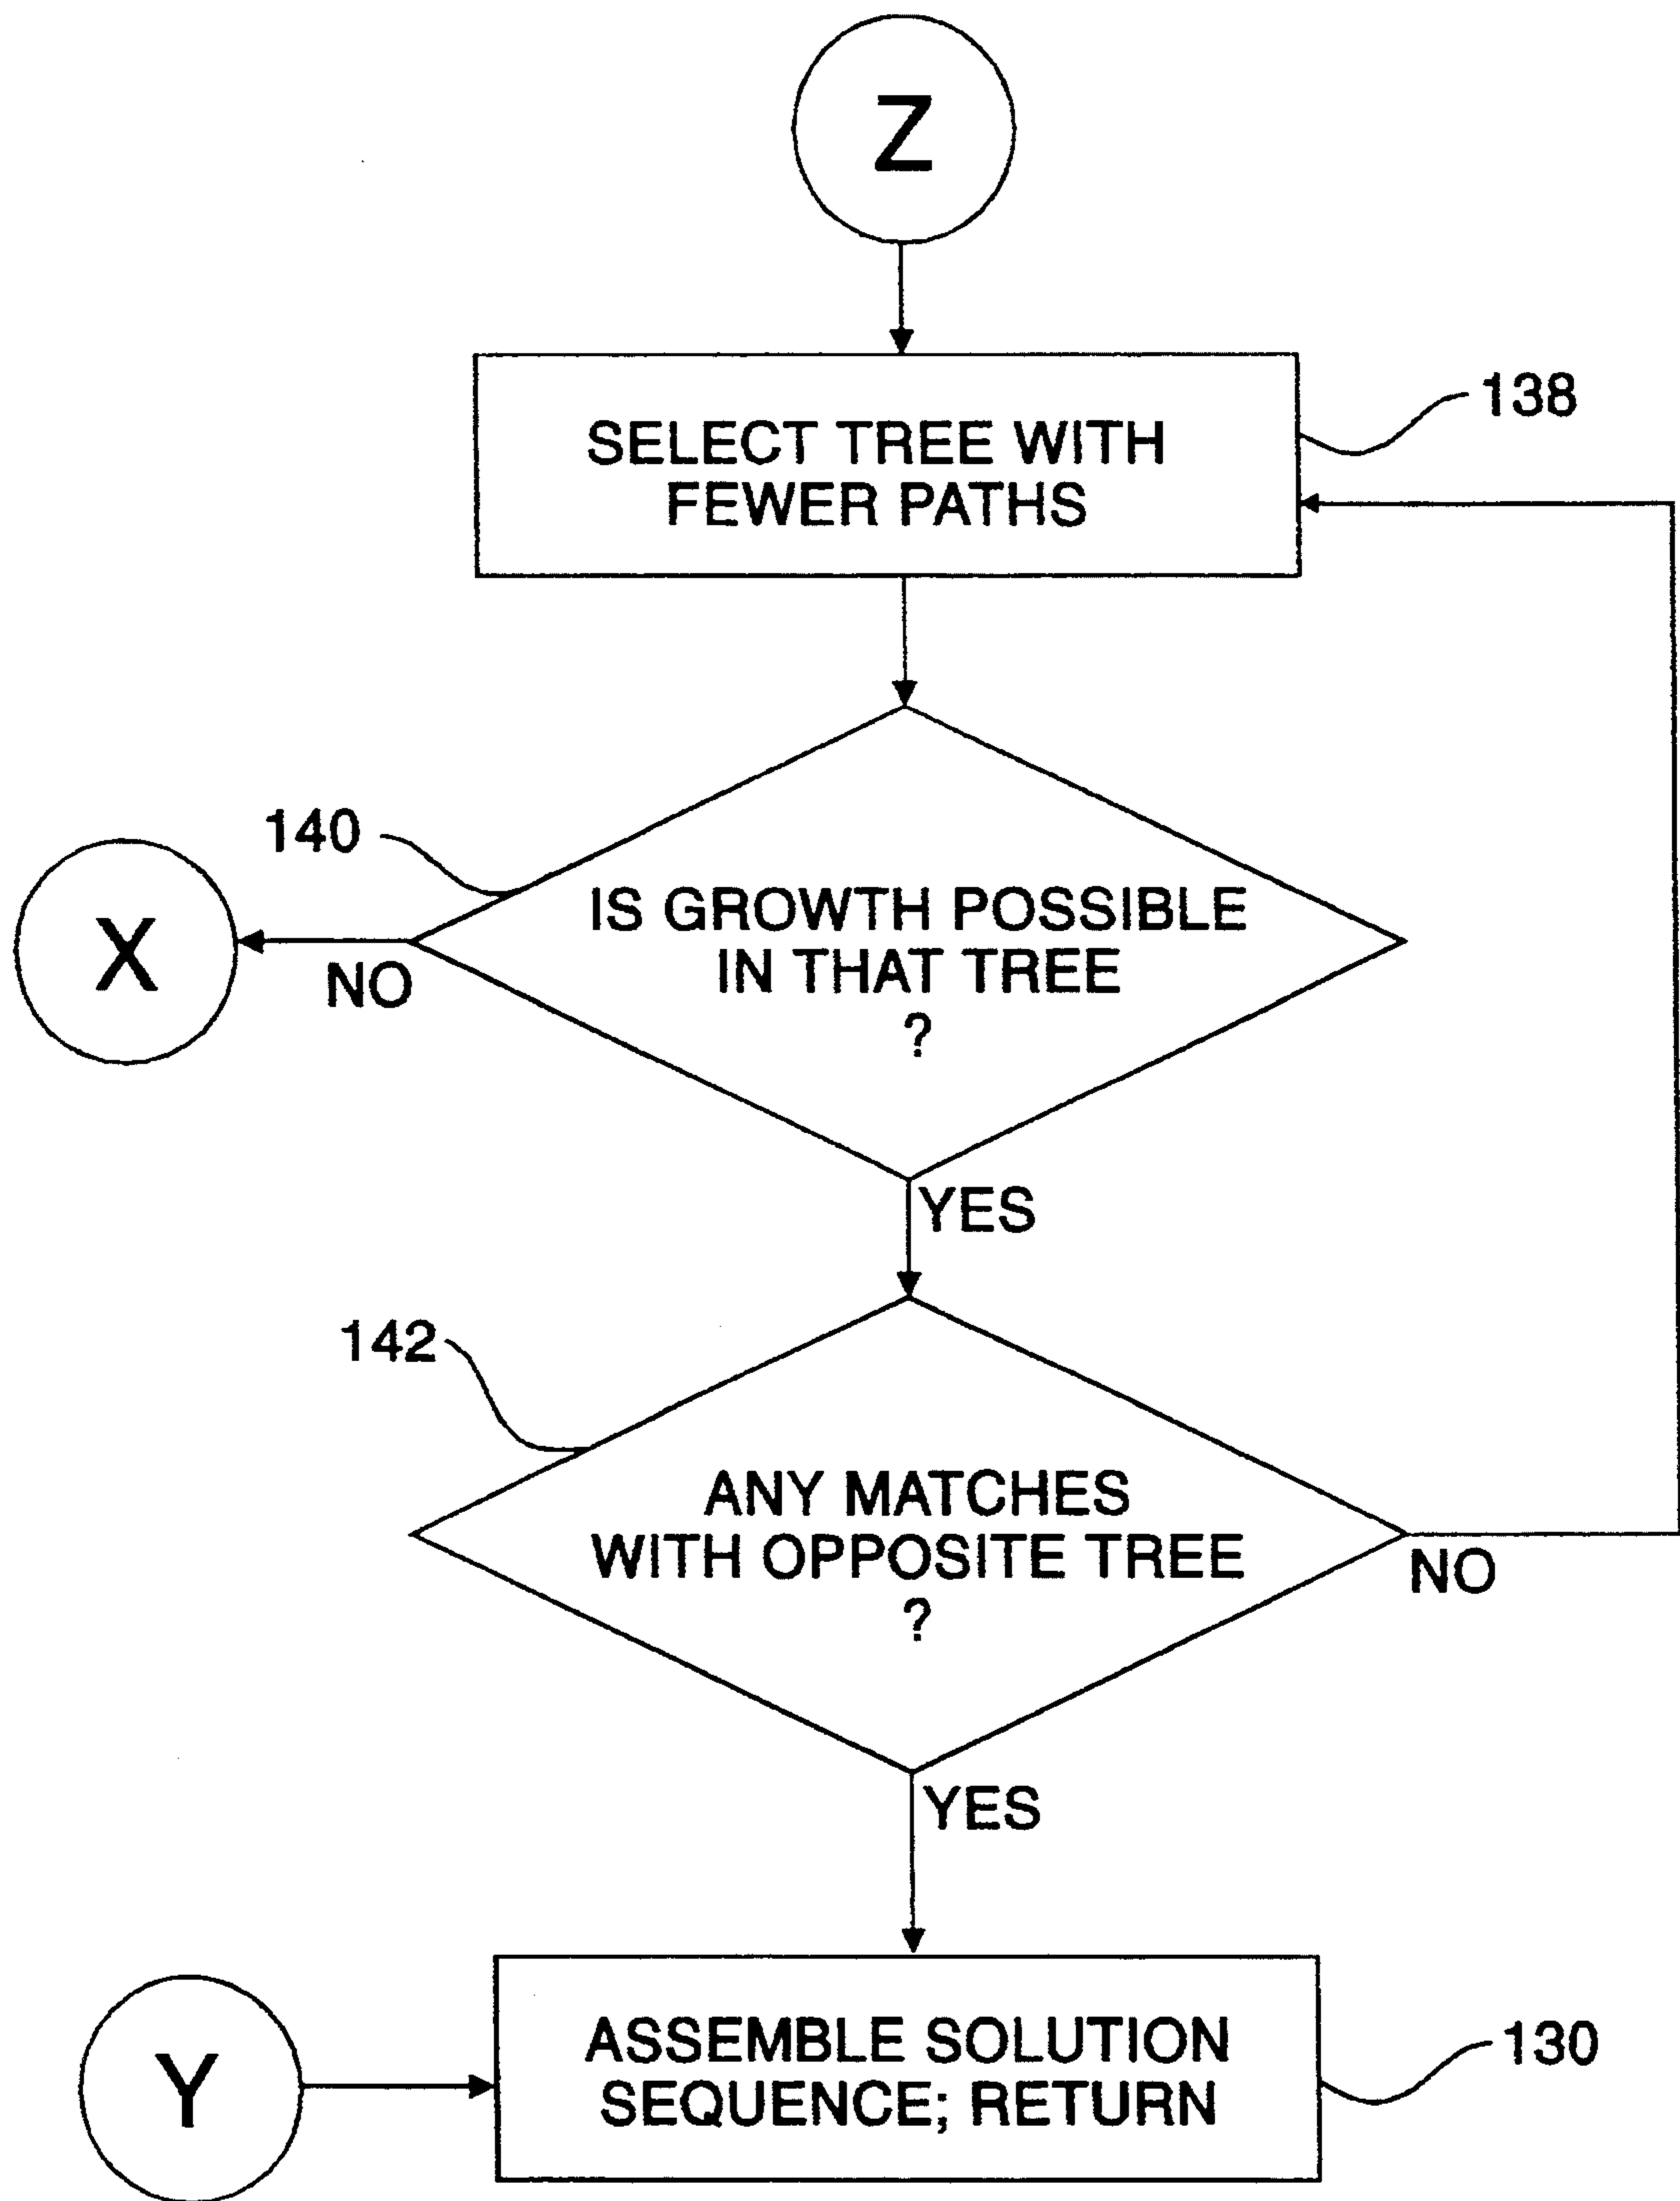 Z
138
SELECT TREE WITH
FEWER PATHS
140
IS GROWTH POSSIBLE
IN THAT TREE
?
X
NO
YES
142
ANY MATCHES
WITH OPPOSITE TREE
?
NO
YES
Y
ASSEMBLE SOLUTION
SEQUENCE; RETURN
130